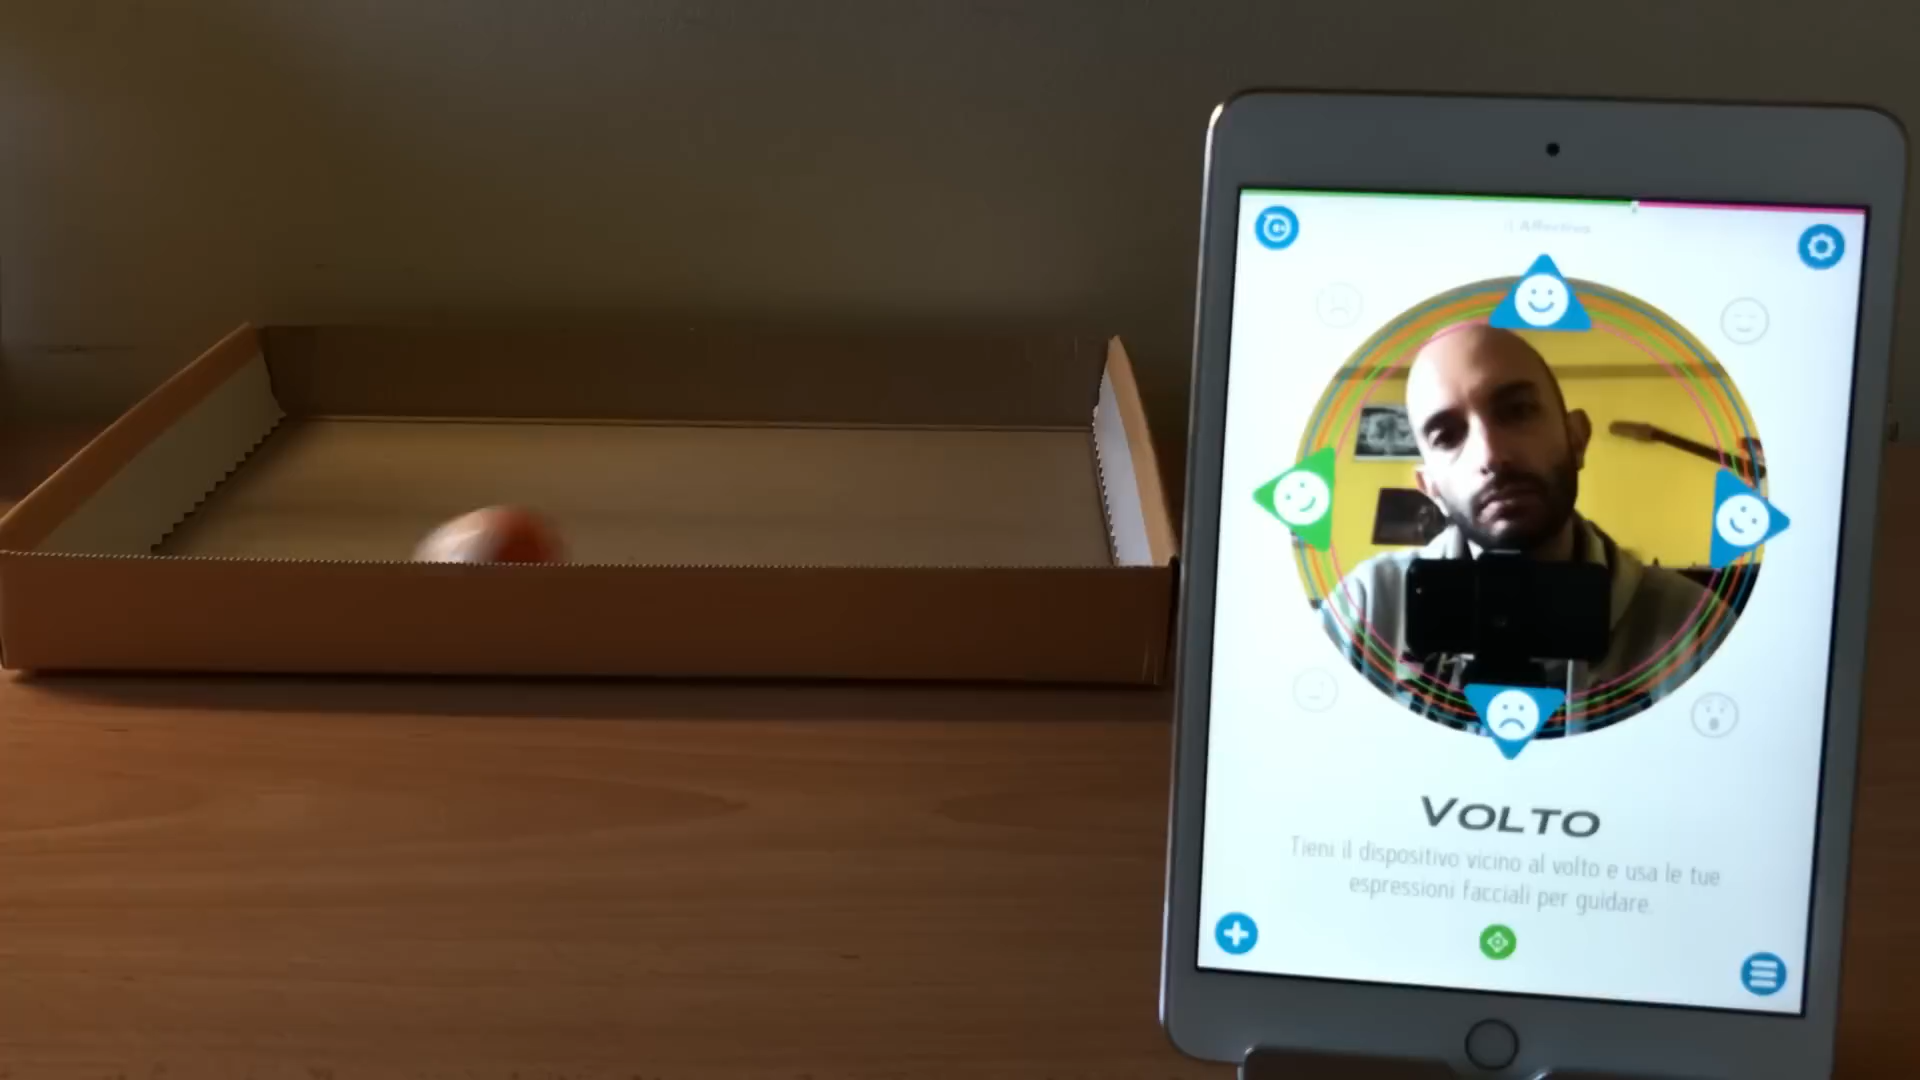 VOLTO
Tieni il dispositivo vicino al volto e usa le tue
espressioni facciali per guidare.